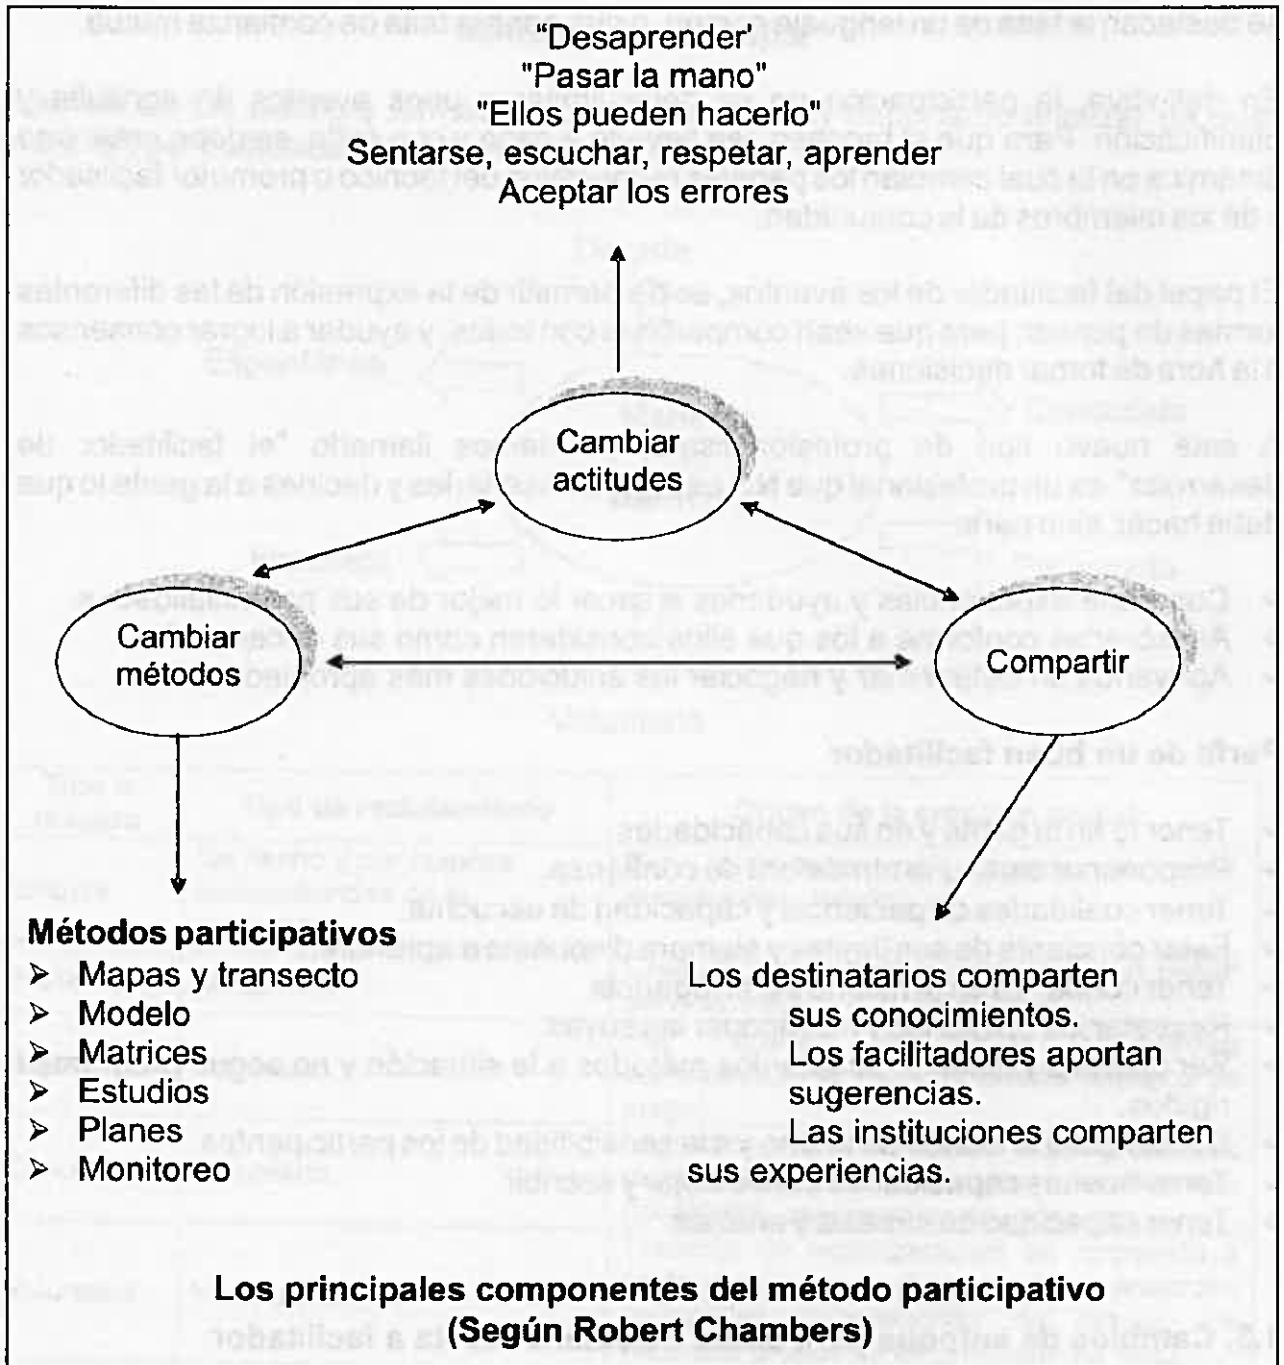 “Desaprender'
"Pasar la mano"
"Ellos pueden hacerlo"
Sentarse, escuchar, respetar, aprender
Aceptar los errores
Cambiar
actitudes
Cambiar
métodos
Compartir
Métodos participativos
➢ Mapas y transecto
➢ Modelo
➢ Matrices
➢ Estudios
➢ Planes
➢ Monitoreo
Los destinatarios comparten
sus conocimientos.
Los facilitadores aportan
sugerencias.
Las instituciones comparten
sus experiencias.
Los principales componentes del método participativo
(Según Robert Chambers)